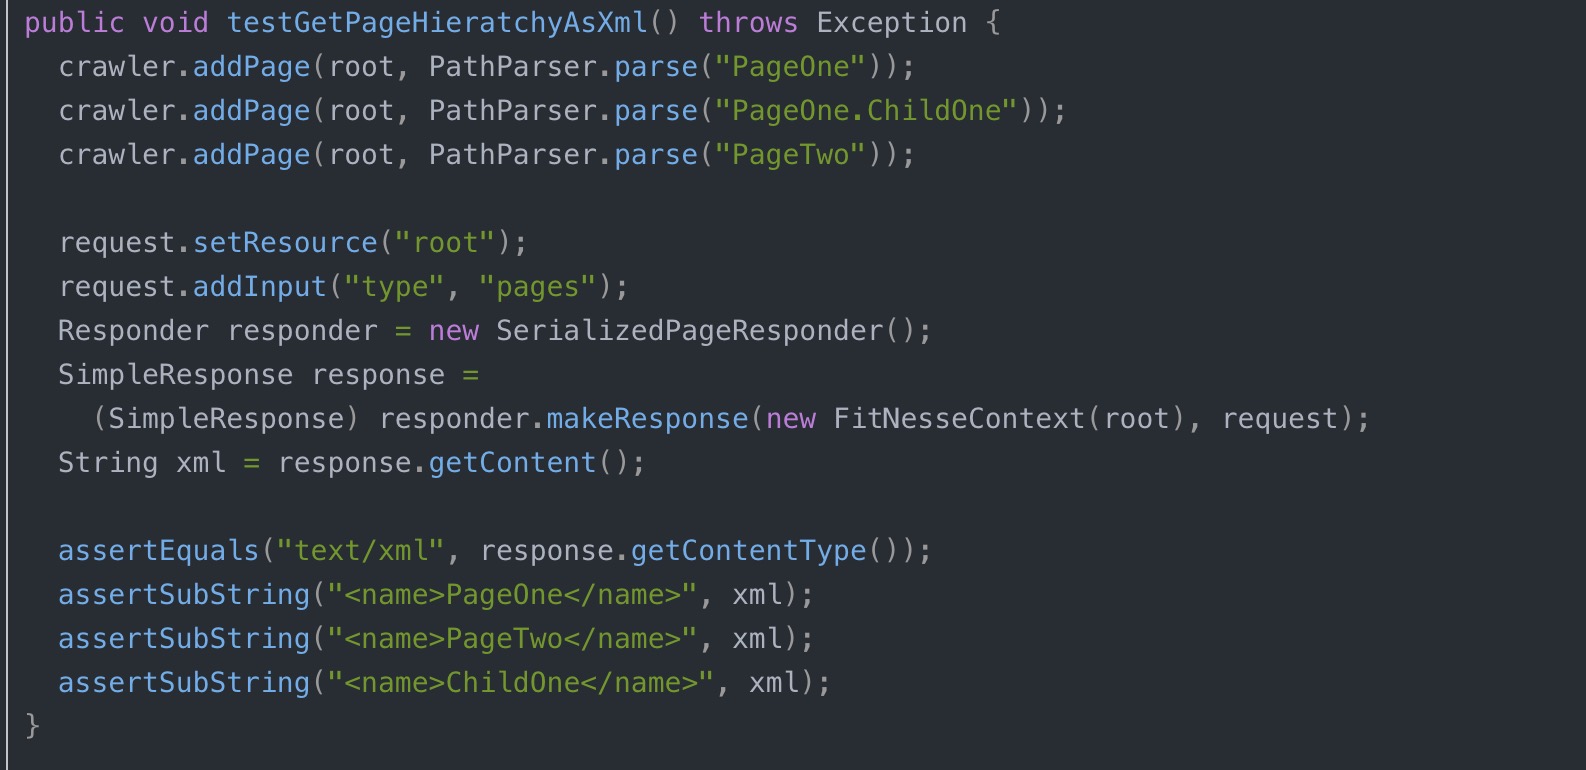 public void testGetPageHieratchyAsXml() throws Exception {
  crawler.addPage(root, PathParser.parse("PageOne"));
  crawler.addPage(root, PathParser.parse("PageOne.ChildOne"));
  crawler.addPage(root, PathParser.parse("PageTwo"));

  request.setResource("root");
  request.addInput("type", "pages");
  Responder responder = new SerializedPageResponder();
  SimpleResponse response =
    (SimpleResponse) responder.makeResponse(new FitNesseContext(root), request);
  String xml = response.getContent();

  assertEquals("text/xml", response.getContentType());
  assertSubString("<name>PageOne</name>", xml);
  assertSubString("<name>PageTwo</name>", xml);
  assertSubString("<name>ChildOne</name>", xml);
}